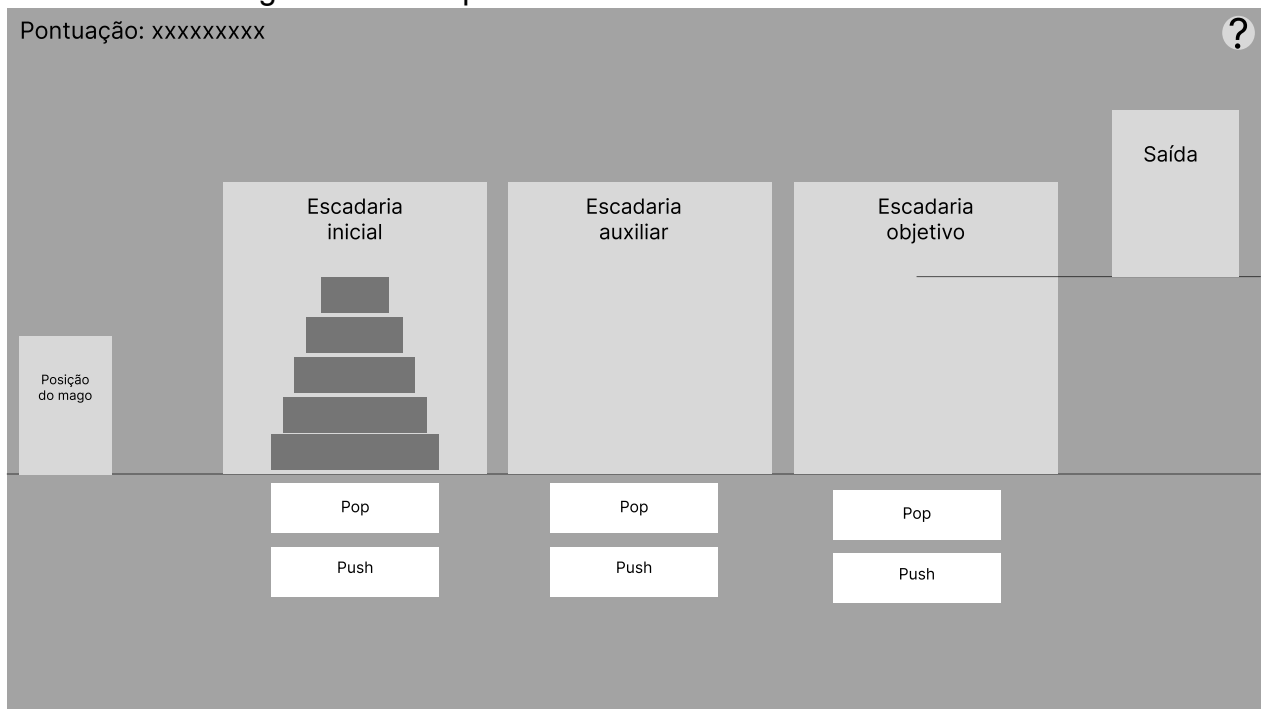 Pontuação: xxxxxxxxx
?
Saída
Escadaria
inicial
Escadaria
auxiliar
Escadaria
objetivo
Posição
do mago
Pop
Pop
Pop
Push
Push
Push